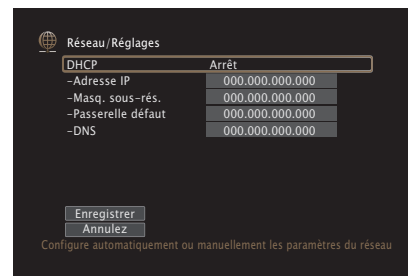 Réseau/Réglages
DHCP Arrêt
-Adresse IP 000.000.000.000
-Masq. sous-rés. 000.000.000.000
-Passerelle défaut 000.000.000.000
-DNS 000.000.000.000
Enregistrer
Annulez
Configure automatiquement ou manuellement les paramètres du réseau